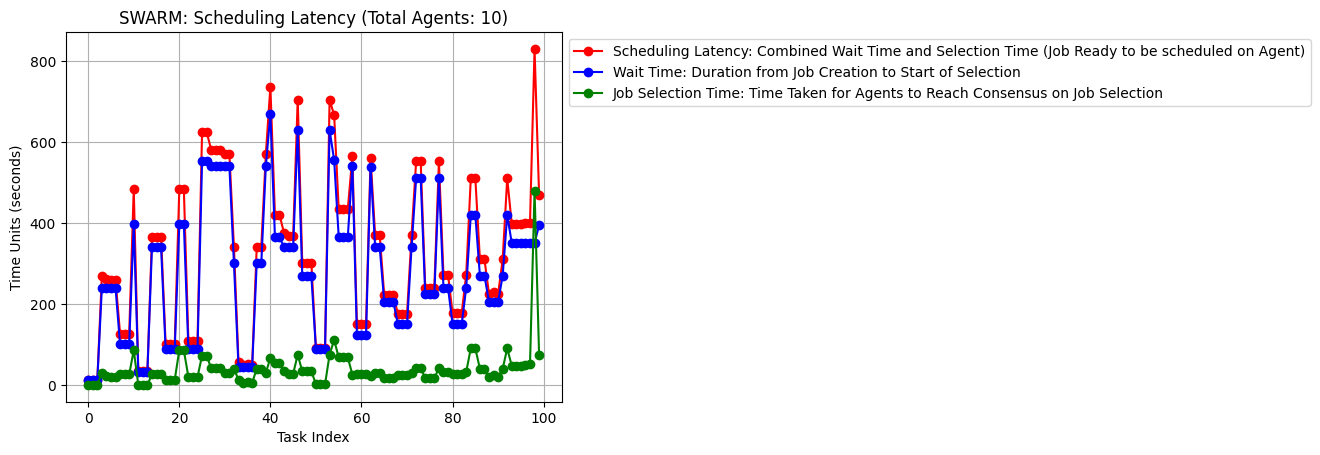 SWARM: Scheduling Latency (Total Agents: 10)
Scheduling Latency: Combined Wait Time and Selection Time (Job Ready to be scheduled on Agent)
Wait Time: Duration from Job Creation to Start of Selection
Job Selection Time: Time Taken for Agents to Reach Consensus on Job Selection
Time Units (seconds)
800
600
400
200
0
0 20 40 60 80 100
Task Index